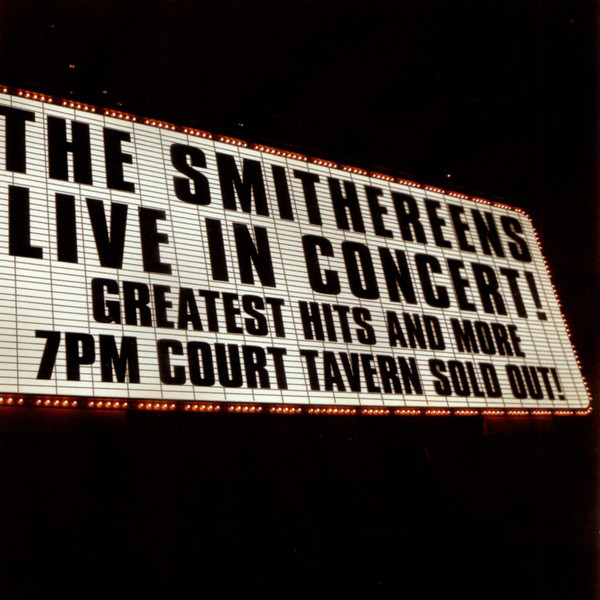 THE SMITHEREENS
LIVE IN CONCERT!
GREATEST HITS AND MORE
7PM COURT TAVERN SOLD OUT!